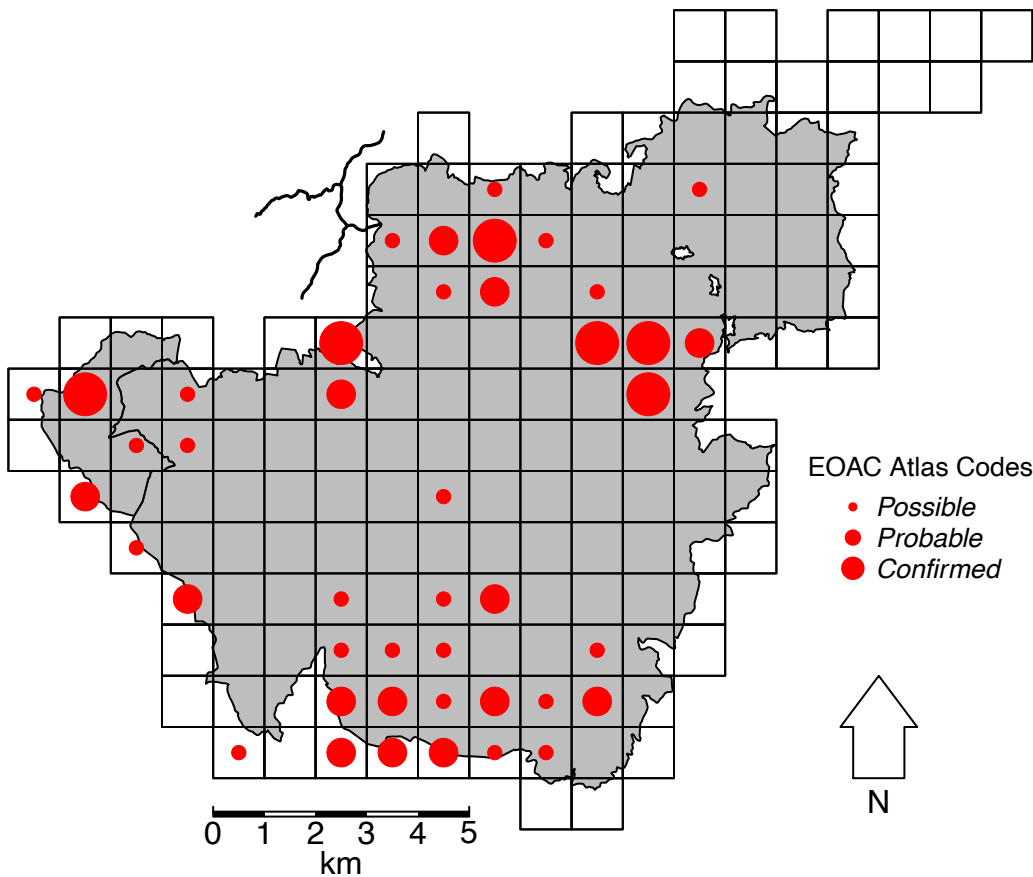 EOAC Atlas Codes
Possible
Probable
Confirmed
N
0 1 2 3 4 5
km